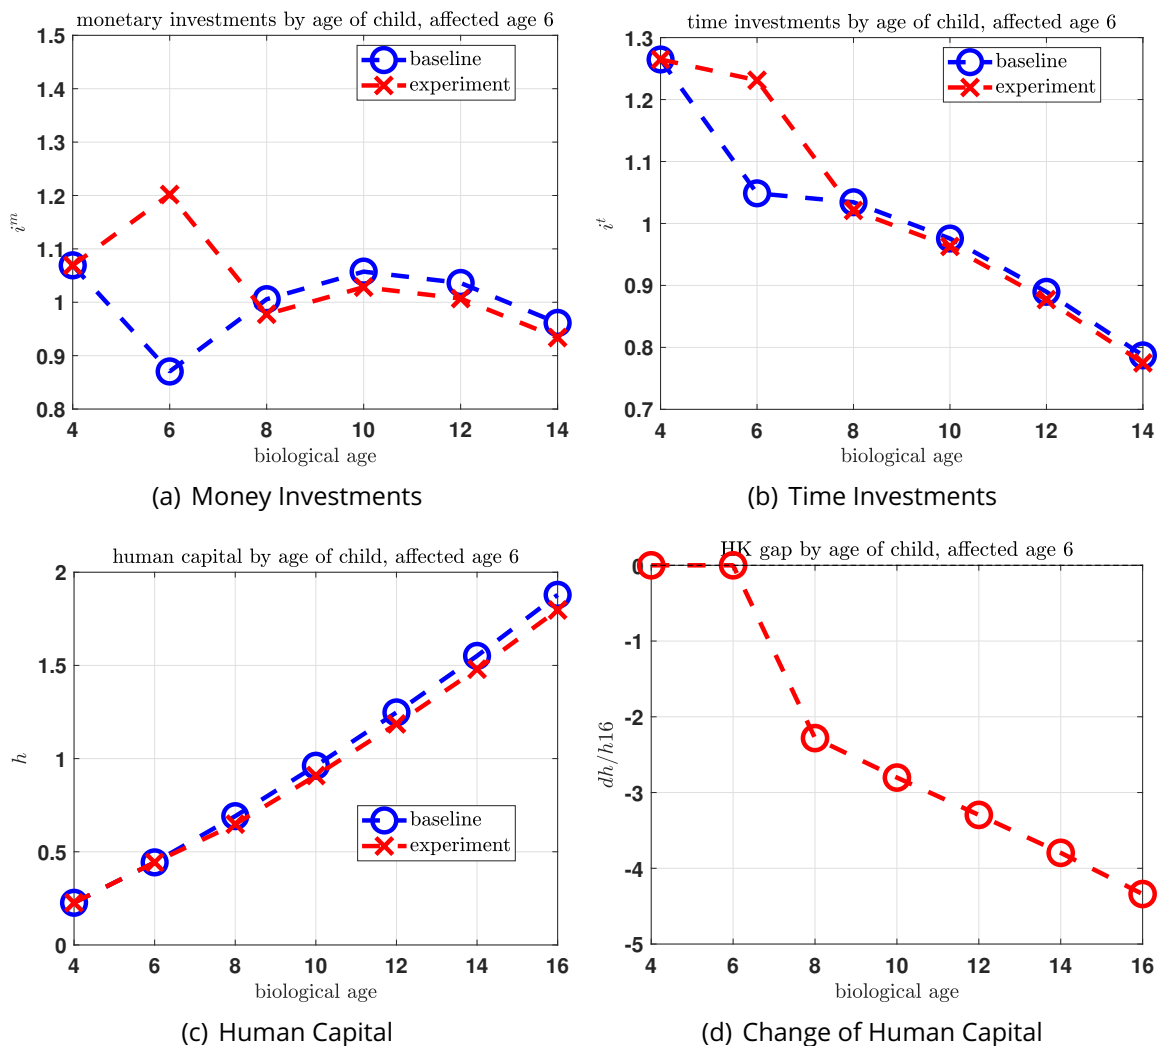 monetary investments by age of child, affected age 6
1.5
1.4
1.3
1.2
1.1
1
0.9
0.8
i^m
baseline
experiment
4 6 8 10 12 14
biological age
(a) Money Investments
time investments by age of child, affected age 6
1.3
1.2
1.1
1
0.9
0.8
0.7
i^t
baseline
experiment
4 6 8 10 12 14
biological age
(b) Time Investments
human capital by age of child, affected age 6
2
1.5
1
0.5
0
h
baseline
experiment
4 6 8 10 12 14 16
biological age
(c) Human Capital
HK gap by age of child, affected age 6
0
-1
-2
-3
-4
-5
dh/h16
4 6 8 10 12 14 16
biological age
(d) Change of Human Capital